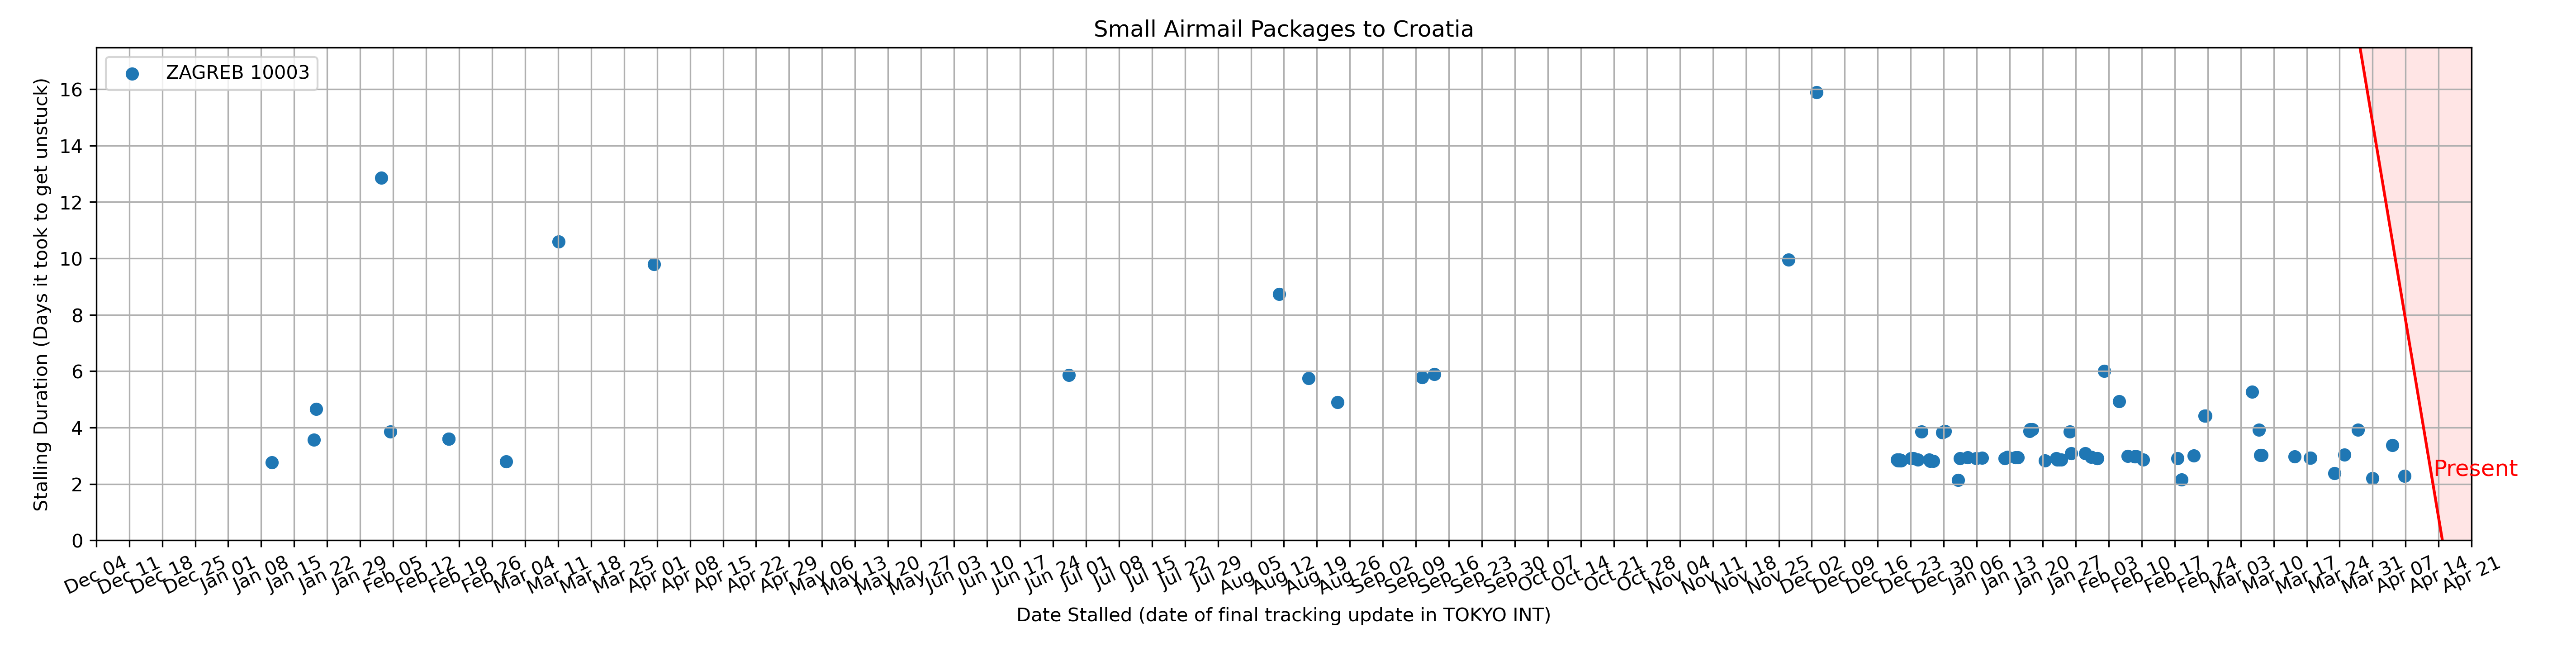 Small Airmail Packages to Croatia
ZAGREB 10003
Stalling Duration (Days it took to get unstuck)
16
14
12
10
8
6
4
2
0
Present
Dec 04 Dec 11 Dec 18 Dec 25 Jan 01 Jan 08 Jan 15 Jan 22 Jan 29 Feb 05 Feb 12 Feb 19 Feb 26 Mar 04 Mar 11 Mar 18 Mar 25 Apr 01 Apr 08 Apr 15 Apr 22 Apr 29 May 06 May 13 May 20 May 27 Jun 03 Jun 10 Jun 17 Jun 24 Jul 01 Jul 08 Jul 15 Jul 22 Jul 29 Aug 05 Aug 12 Aug 19 Aug 26 Sep 02 Sep 09 Sep 16 Sep 23 Sep 30 Oct 07 Oct 14 Oct 21 Oct 28 Nov 04 Nov 11 Nov 18 Nov 25 Dec 02 Dec 09 Dec 16 Dec 23 Dec 30 Jan 06 Jan 13 Jan 20 Jan 27 Feb 03 Feb 10 Feb 17 Feb 24 Mar 03 Mar 10 Mar 17 Mar 24 Mar 31 Apr 07 Apr 14 Apr 21
Date Stalled (date of final tracking update in TOKYO INT)